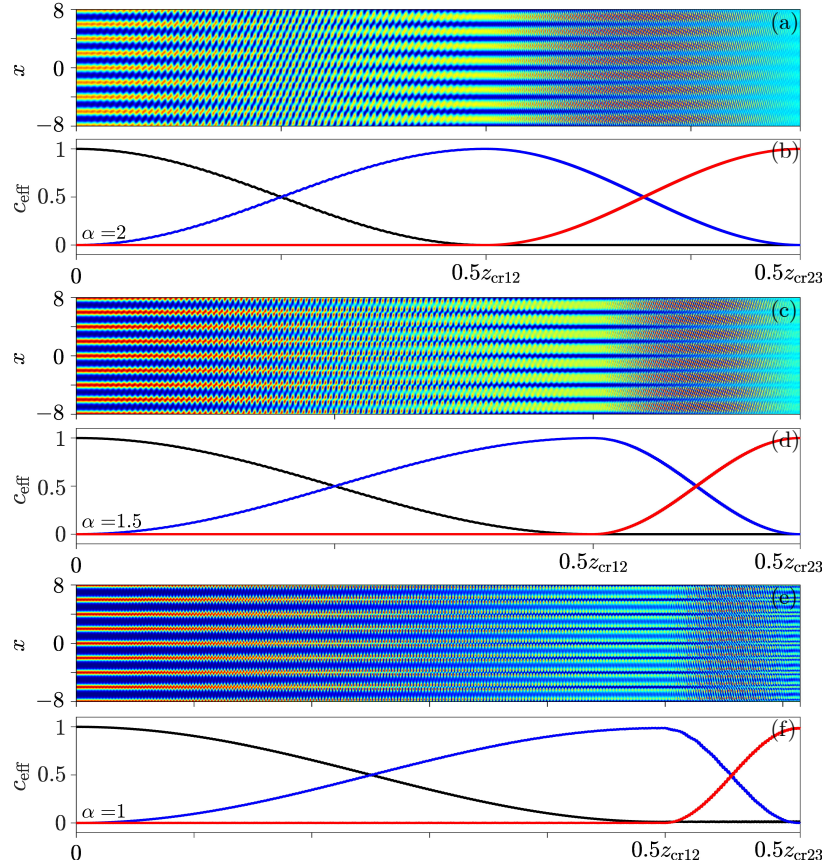 8
(a)
x
0
−8
(b)
1
c_eff
0.5
α=2
0
0
0.5z_cr12
0.5z_cr23
8
(c)
x
0
−8
(d)
1
c_eff
0.5
α=1.5
0
0
0.5z_cr12
0.5z_cr23
8
(e)
x
0
−8
(f)
1
c_eff
0.5
α=1
0
0
0.5z_cr12
0.5z_cr23